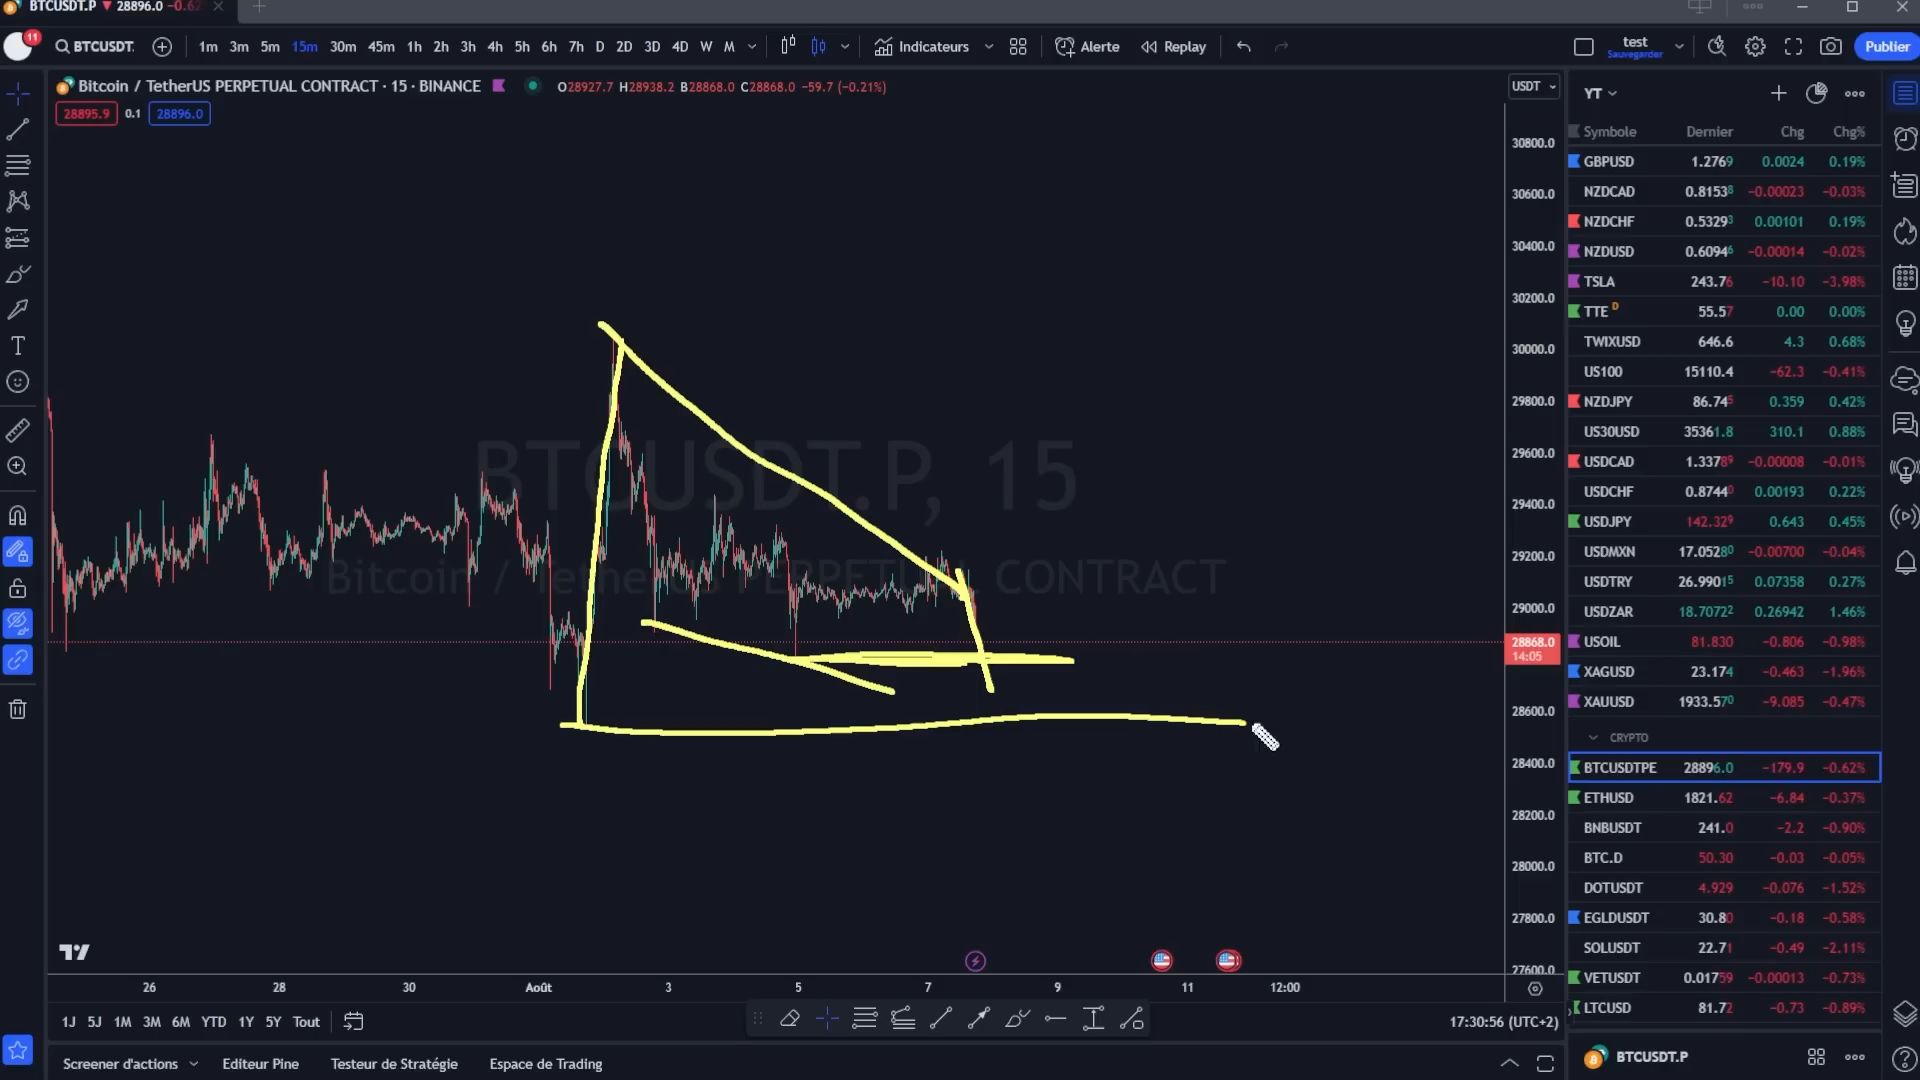 BTCUSDT.P ▼ 28896.0 −0.62
11 BTCUSDT. 1m 3m 5m 15m 30m 45m 1h 2h 3h 4h 5h 6h 7h D 2D 3D 4D W M Indicateurs Alerte Replay test Sauvegarder Publier
Bitcoin / TetherUS PERPETUAL CONTRACT · 15 · BINANCE O28927.7 H28938.2 B28868.0 C28868.0 −59.7 (−0.21%)
28895.9 0.1 28896.0
USDT
BTCUSDT.P, 15
Bitcoin / TetherUS PERPETUAL CONTRACT
30800.0
30600.0
30400.0
30200.0
30000.0
29800.0
29600.0
29400.0
29200.0
29000.0
28868.0
14:05
28600.0
28400.0
28200.0
28000.0
27800.0
27600.0
26 28 30 Août 3 5 7 9 11 12:00
1J 5J 1M 3M 6M YTD 1Y 5Y Tout
17:30:56 (UTC+2)
Screener d'actions Editeur Pine Testeur de Stratégie Espace de Trading
YT
Symbole Dernier Chg Chg%
GBPUSD 1.2769 0.0024 0.19%
NZDCAD 0.81538 −0.00023 −0.03%
NZDCHF 0.53293 0.00101 0.19%
NZDUSD 0.60946 −0.00014 −0.02%
TSLA 243.76 −10.10 −3.98%
TTE D 55.57 0.00 0.00%
TWIXUSD 646.6 4.3 0.68%
US100 15110.4 −62.3 −0.41%
NZDJPY 86.745 0.359 0.42%
US30USD 35361.8 310.1 0.88%
USDCAD 1.33789 −0.00008 −0.01%
USDCHF 0.87440 0.00193 0.22%
USDJPY 142.329 0.643 0.45%
USDMXN 17.05280 −0.00700 −0.04%
USDTRY 26.99015 0.07358 0.27%
USDZAR 18.70722 0.26942 1.46%
USOIL 81.830 −0.806 −0.98%
XAGUSD 23.174 −0.463 −1.96%
XAUUSD 1933.570 −9.085 −0.47%
CRYPTO
BTCUSDTPE 28896.0 −179.9 −0.62%
ETHUSD 1821.62 −6.84 −0.37%
BNBUSDT 241.0 −2.2 −0.90%
BTC.D 50.30 −0.03 −0.05%
DOTUSDT 4.929 −0.076 −1.52%
EGLDUSDT 30.80 −0.18 −0.58%
SOLUSDT 22.71 −0.49 −2.11%
VETUSDT 0.01759 −0.00013 −0.73%
LTCUSD 81.72 −0.73 −0.89%
BTCUSDT.P